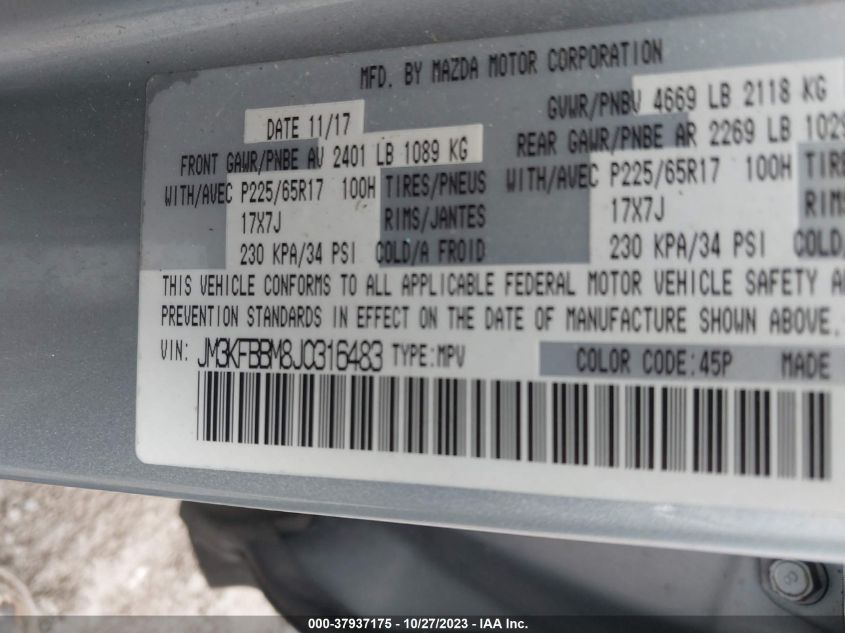 MFD. BY MAZDA MOTOR CORPORATION
DATE 11/17 GVWR/PNBV 4669 LB 2118 KG
FRONT GAWR/PNBE AV 2401 LB 1089 KG REAR GAWR/PNBE AR 2269 LB 1029
WITH/AVEC P225/65R17 100H TIRES/PNEUS WITH/AVEC P225/65R17 100H TIRE
17X7J RIMS/JANTES 17X7J RIMS
230 KPA/34 PSI COLD/A FROID 230 KPA/34 PSI COLD/
THIS VEHICLE CONFORMS TO ALL APPLICABLE FEDERAL MOTOR VEHICLE SAFETY
PREVENTION STANDARDS IN EFFECT ON THE DATE OF MANUFACTURE SHOWN ABOVE.
VIN: JM3KFBBM8J0316483 TYPE:MPV COLOR CODE:45P MADE
000-37937175 - 10/27/2023 - IAA Inc.